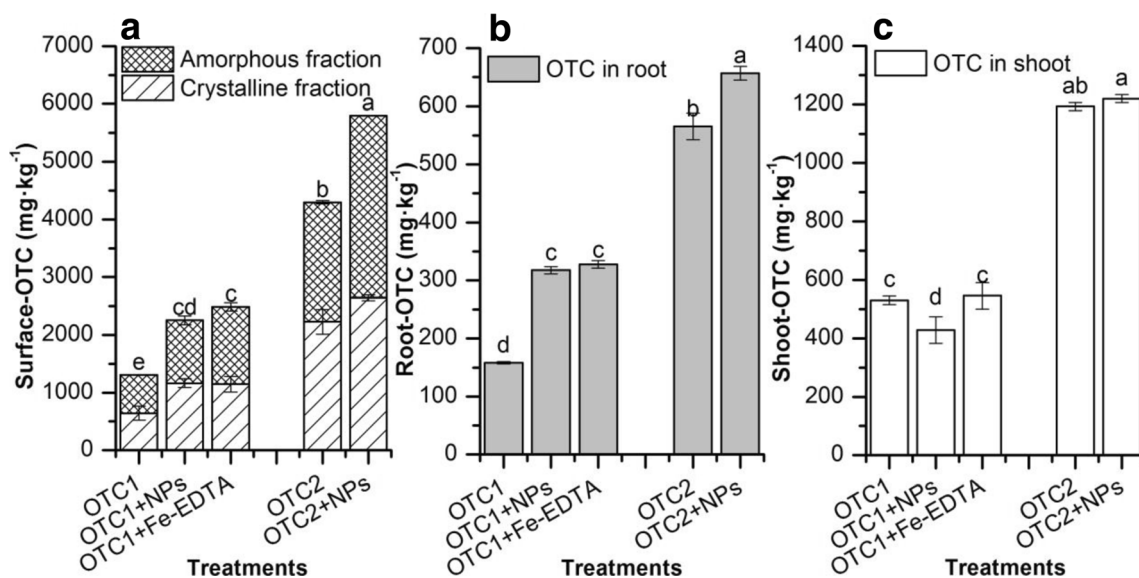 a
Surface-OTC (mg·kg⁻¹)
7000
6000
5000
4000
3000
2000
1000
0
Amorphous fraction
Crystalline fraction
e
cd
c
b
a
OTC1
OTC1+NPs
OTC1+Fe-EDTA
OTC2
OTC2+NPs
Treatments
b
Root-OTC (mg·kg⁻¹)
700
600
500
400
300
200
100
0
OTC in root
d
c
c
b
a
OTC1
OTC1+NPs
OTC1+Fe-EDTA
OTC2
OTC2+NPs
Treatments
c
Shoot-OTC (mg·kg⁻¹)
1400
1200
1000
800
600
400
200
0
OTC in shoot
c
d
c
ab
a
OTC1
OTC1+NPs
OTC1+Fe-EDTA
OTC2
OTC2+NPs
Treatments